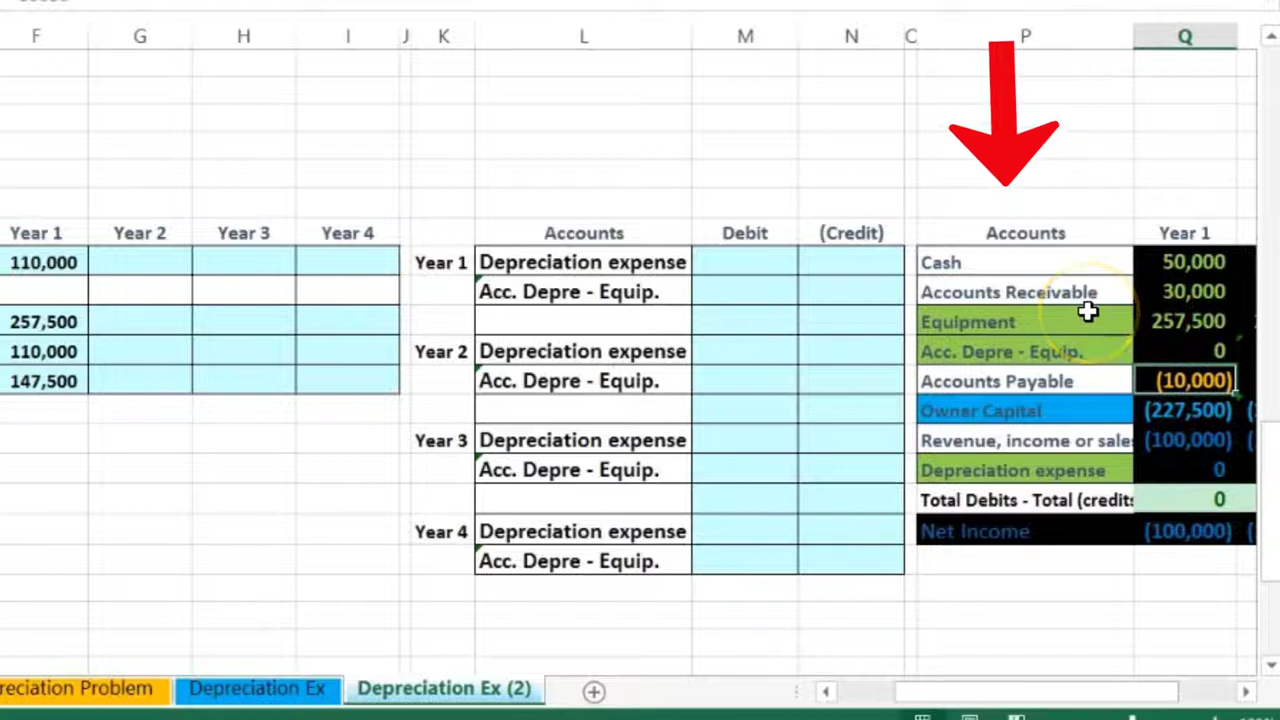 F G H I J K L M N C P Q
Year 1 Year 2 Year 3 Year 4 Accounts Debit (Credit) Accounts Year 1
110,000 Year 1 Depreciation expense Cash 50,000
Acc. Depre - Equip. Accounts Receivable 30,000
257,500 Equipment 257,500
110,000 Year 2 Depreciation expense Acc. Depre - Equip. 0
147,500 Acc. Depre - Equip. Accounts Payable (10,000)
Owner Capital (227,500) (
Year 3 Depreciation expense Revenue, income or sales (100,000) (
Acc. Depre - Equip. Depreciation expense 0
Total Debits - Total (credits 0
Year 4 Depreciation expense Net Income (100,000) (
Acc. Depre - Equip.
reciation Problem Depreciation Ex Depreciation Ex (2)